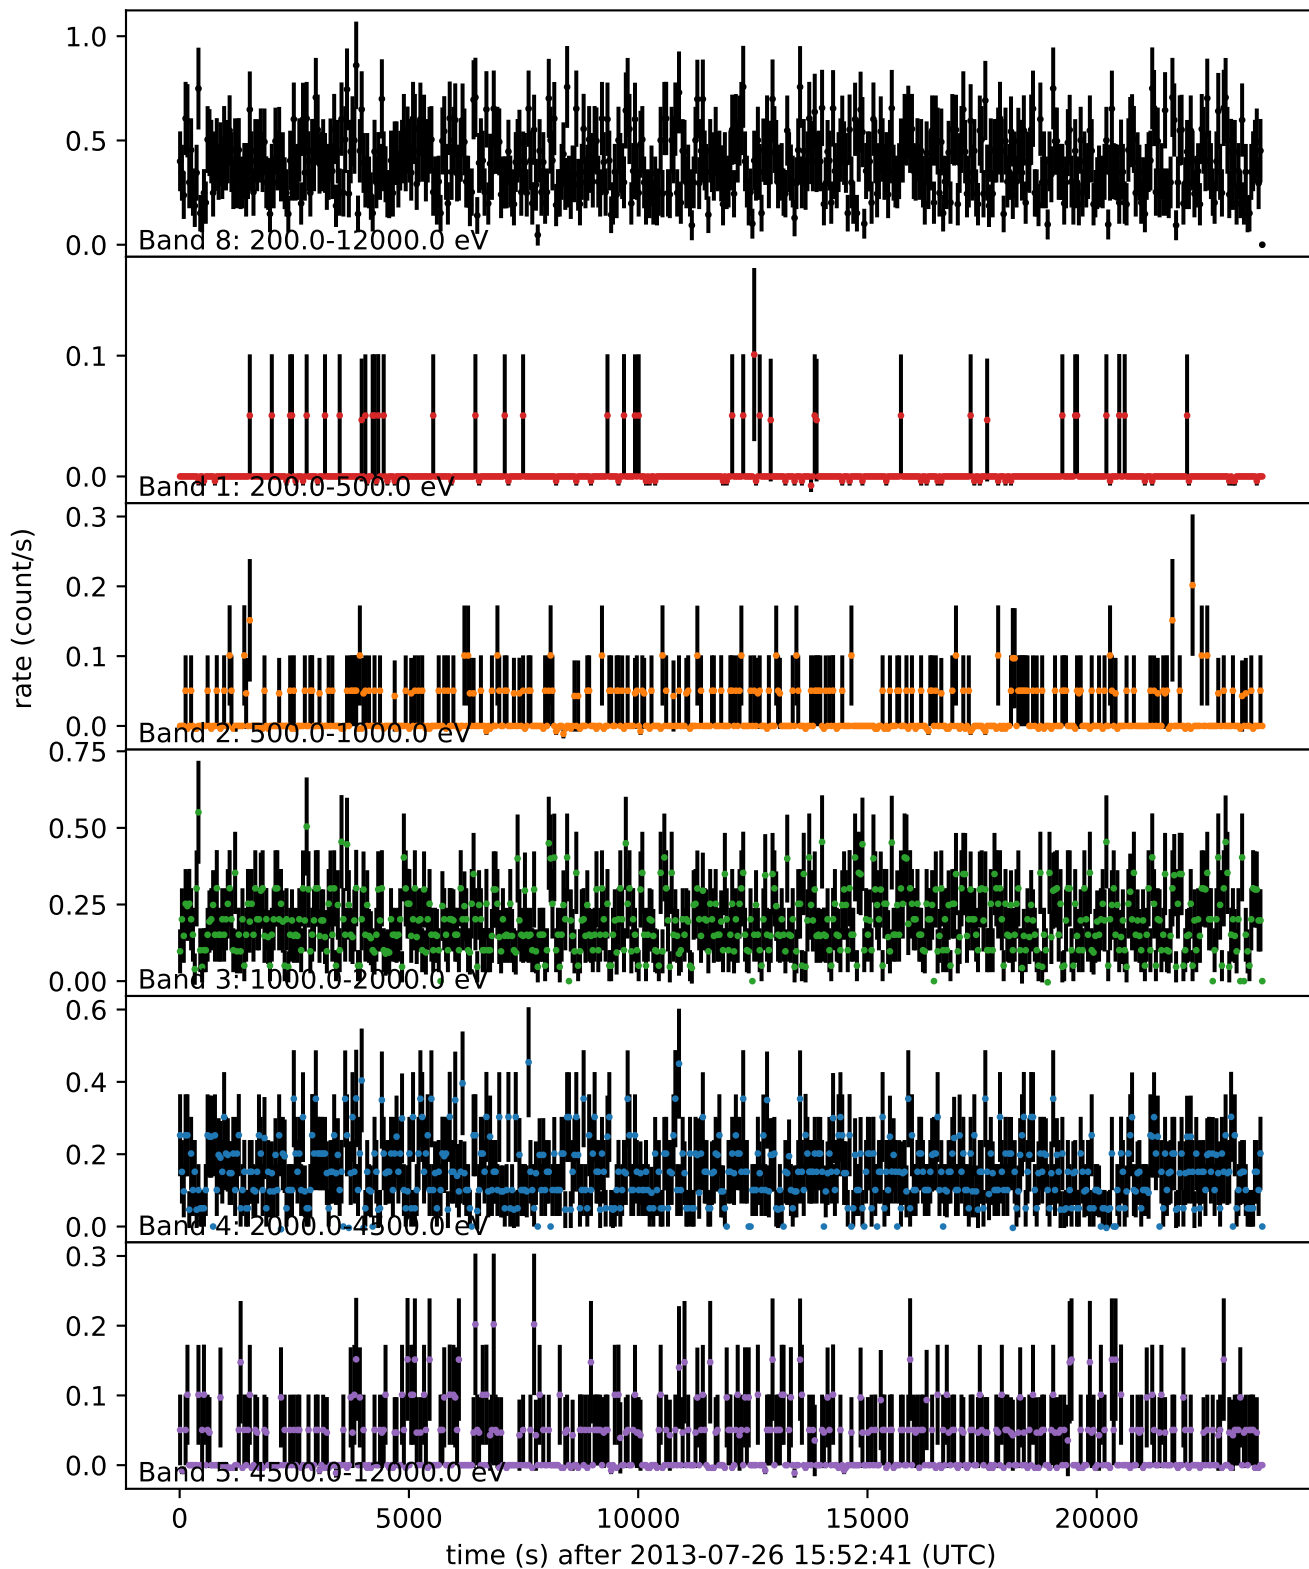 1.0
0.5
0.0
Band 8: 200.0-12000.0 eV
0.1
0.0
Band 1: 200.0-500.0 eV
0.3
0.2
0.1
0.0
Band 2: 500.0-1000.0 eV
rate (count/s)
0.75
0.50
0.25
0.00
Band 3: 1000.0-2000.0 eV
0.6
0.4
0.2
0.0
Band 4: 2000.0-4500.0 eV
0.3
0.2
0.1
0.0
Band 5: 4500.0-12000.0 eV
0 5000 10000 15000 20000
time (s) after 2013-07-26 15:52:41 (UTC)